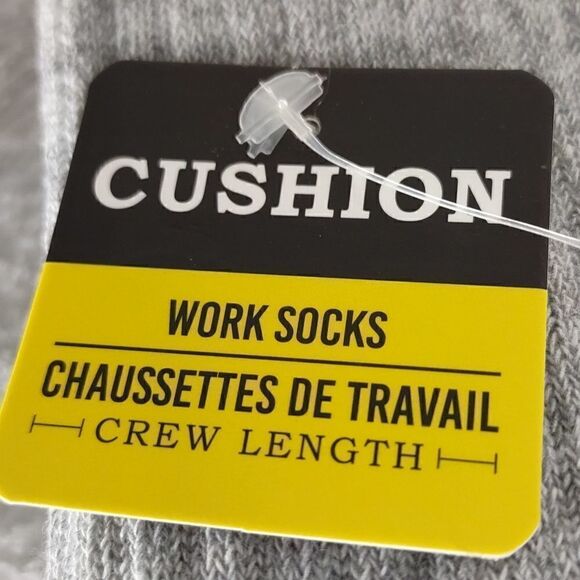 CUSHION
WORK SOCKS
CHAUSSETTES DE TRAVAIL
CREW LENGTH